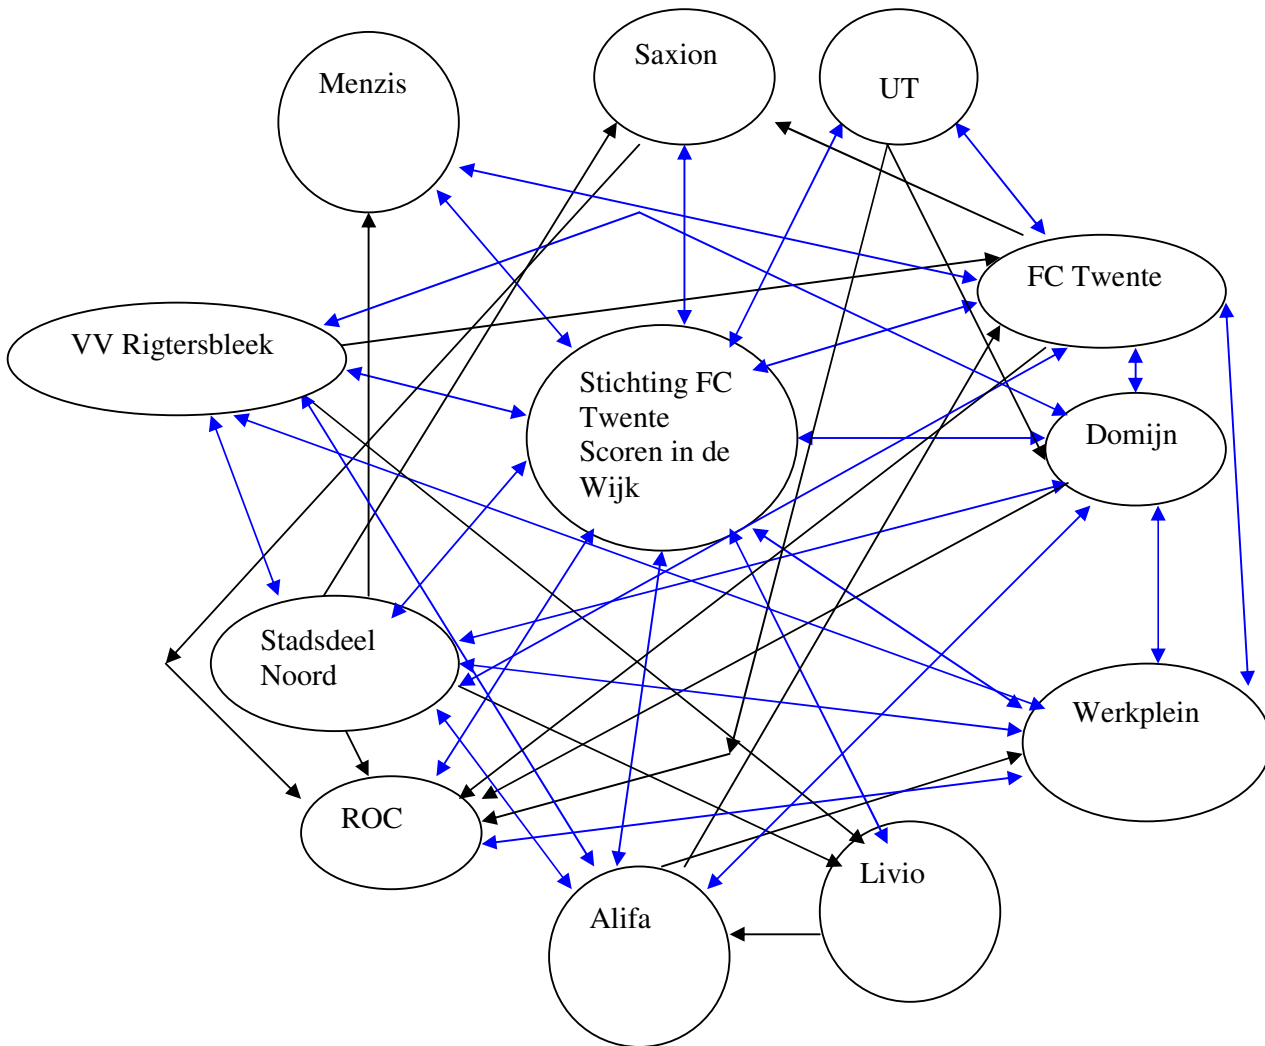 Saxion
Menzis
UT
FC Twente
VV Rigtersbleek
Stichting FC
Twente
Scoren in de
Wijk
Domijn
Stadsdeel
Noord
Werkplein
ROC
Livio
Alifa